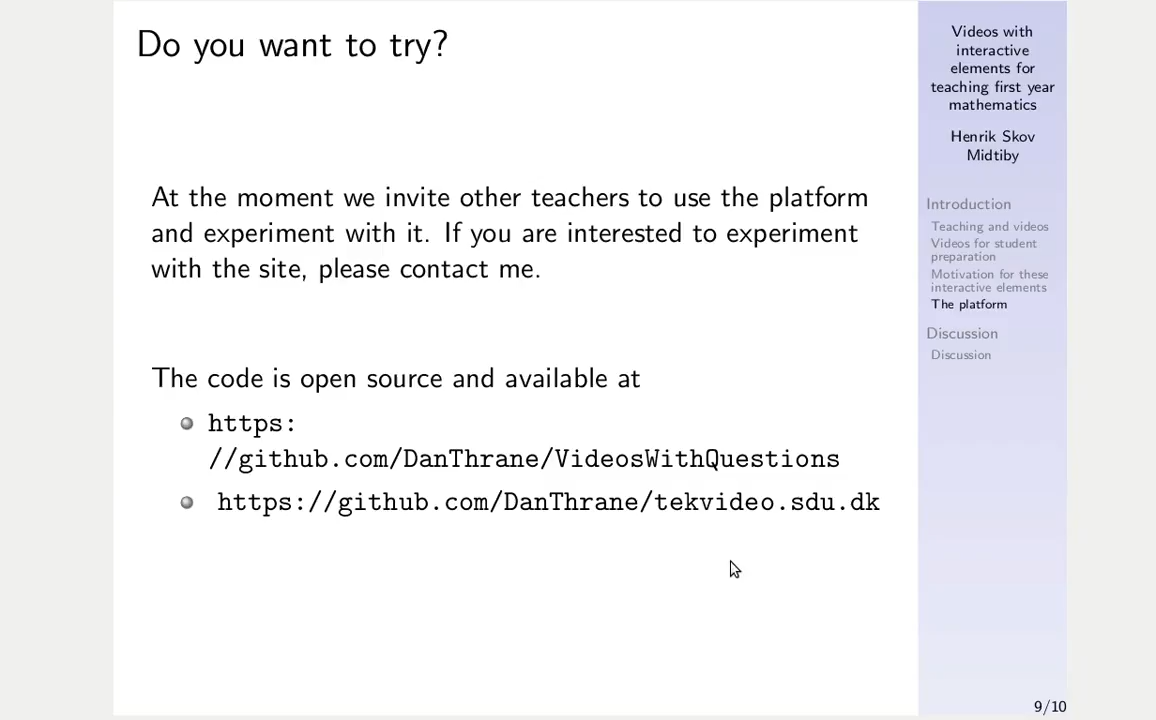 Do you want to try?
At the moment we invite other teachers to use the platform
and experiment with it. If you are interested to experiment
with the site, please contact me.
The code is open source and available at
https:
//github.com/DanThrane/VideosWithQuestions
https://github.com/DanThrane/tekvideo.sdu.dk
Videos with
interactive
elements for
teaching first year
mathematics
Henrik Skov
Midtiby
Introduction
Teaching and videos
Videos for student
preparation
Motivation for these
interactive elements
The platform
Discussion
Discussion
9/10